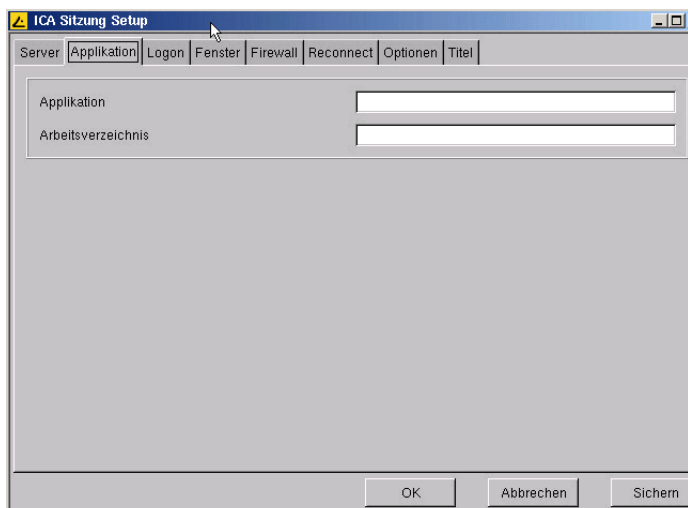 ICA Sitzung Setup
Server Applikation Logon Fenster Firewall Reconnect Optionen Titel
Applikation
Arbeitsverzeichnis
OK Abbrechen Sichern